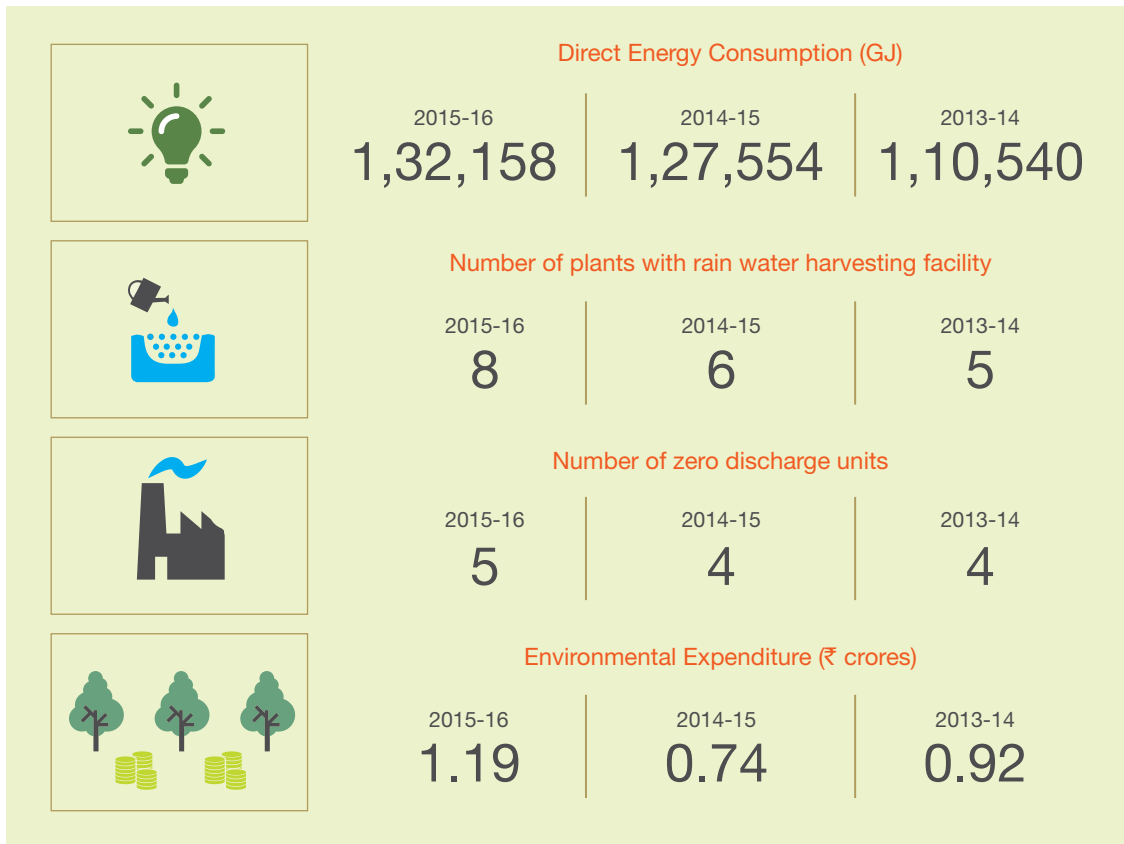 Direct Energy Consumption (GJ)
2015-16 2014-15 2013-14
1,32,158 1,27,554 1,10,540
Number of plants with rain water harvesting facility
2015-16 2014-15 2013-14
8 6 5
Number of zero discharge units
2015-16 2014-15 2013-14
5 4 4
Environmental Expenditure (₹ crores)
2015-16 2014-15 2013-14
1.19 0.74 0.92